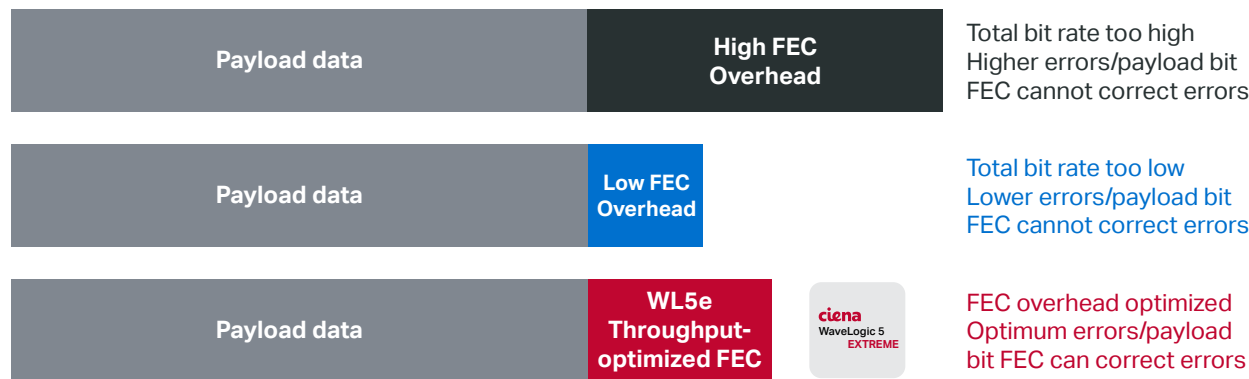 Payload data
High FEC
Overhead
Total bit rate too high
Higher errors/payload bit
FEC cannot correct errors
Payload data
Low FEC
Overhead
Total bit rate too low
Lower errors/payload bit
FEC cannot correct errors
Payload data
WL5e
Throughput-
optimized FEC
ciena
WaveLogic 5
EXTREME
FEC overhead optimized
Optimum errors/payload
bit FEC can correct errors